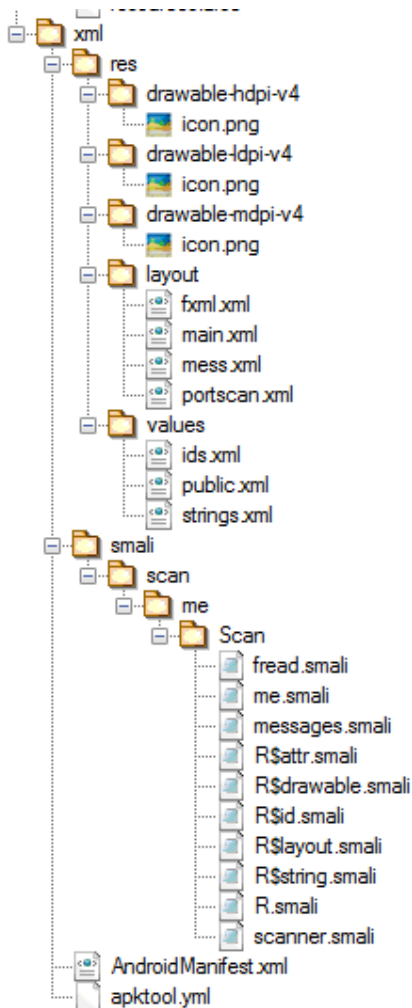 xml
res
drawable-hdpi-v4
icon.png
drawable-ldpi-v4
icon.png
drawable-mdpi-v4
icon.png
layout
fxml.xml
main.xml
mess.xml
portscan.xml
values
ids.xml
public.xml
strings.xml
smali
scan
me
Scan
fread.smali
me.smali
messages.smali
R$attr.smali
R$drawable.smali
R$id.smali
R$layout.smali
R$string.smali
R.smali
scanner.smali
AndroidManifest.xml
apktool.yml